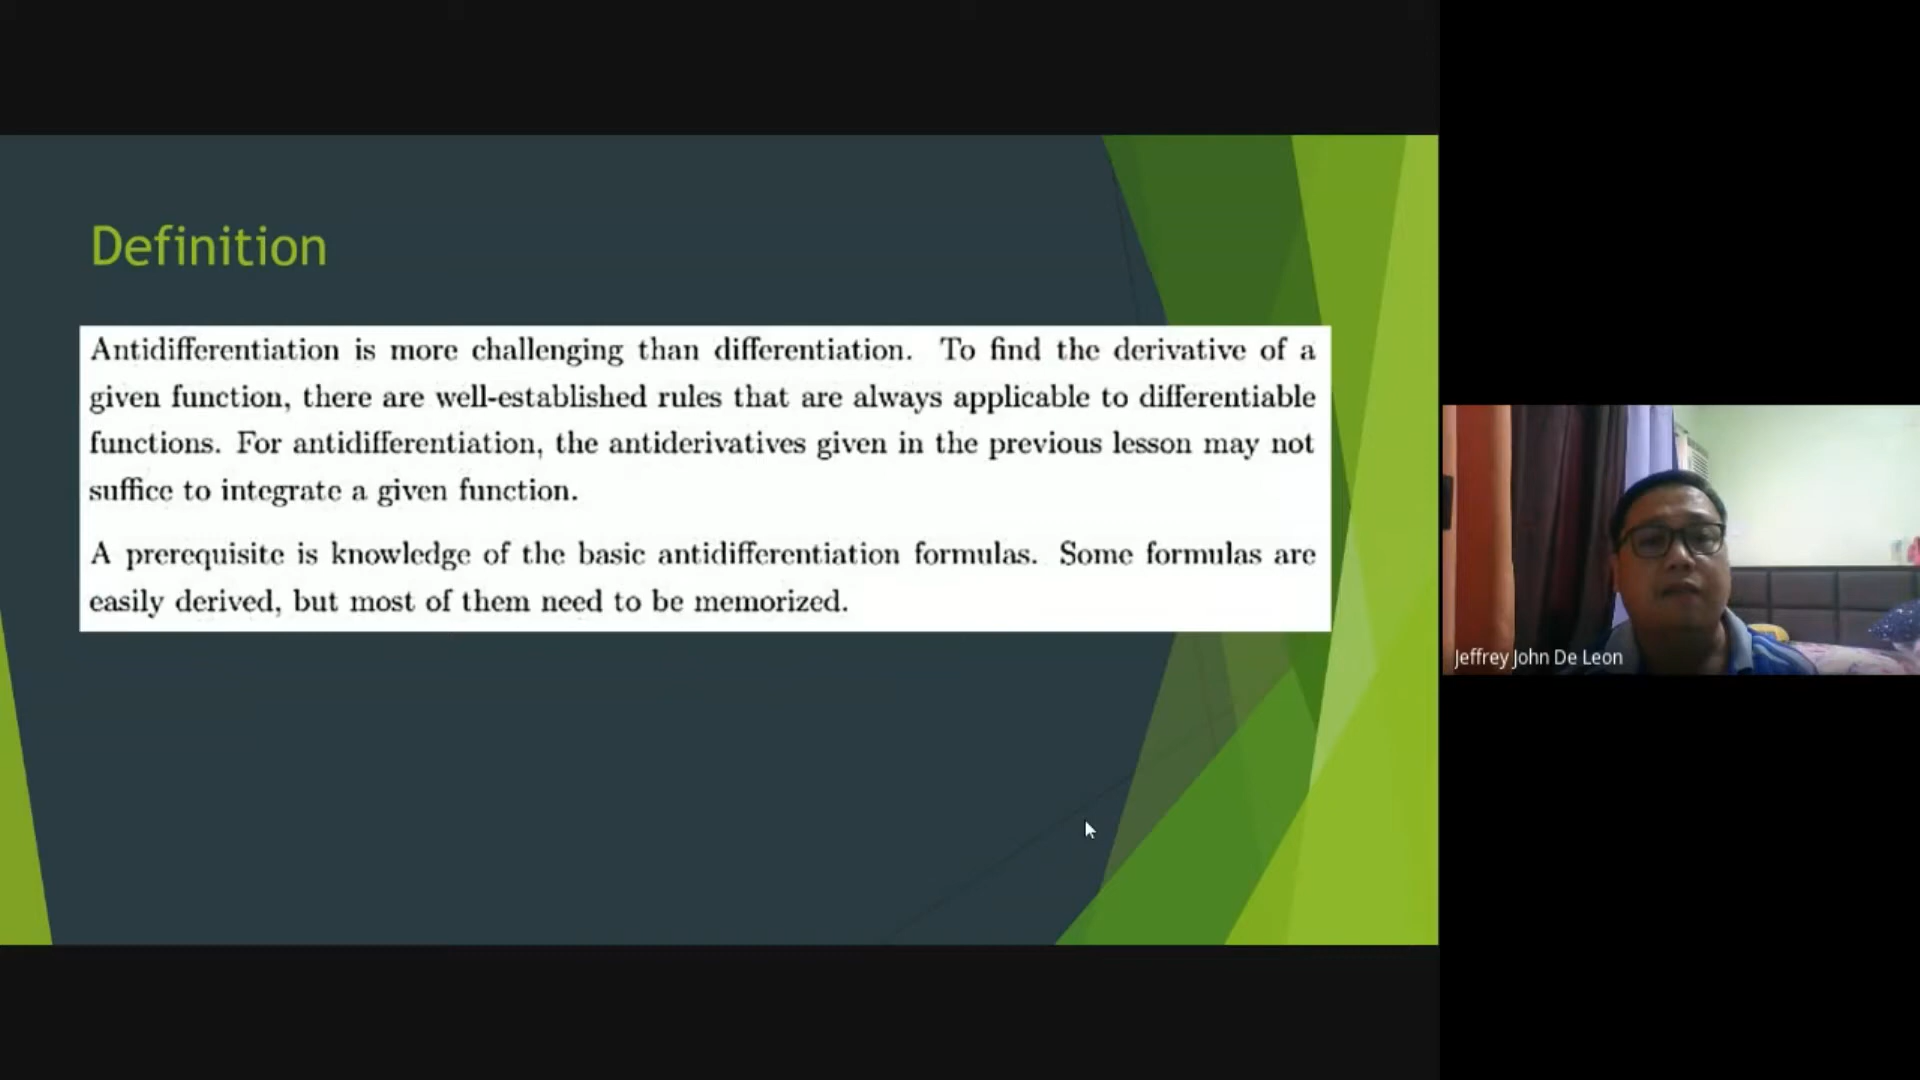 Definition
Antidifferentiation is more challenging than differentiation. To find the derivative of a
given function, there are well-established rules that are always applicable to differentiable
functions. For antidifferentiation, the antiderivatives given in the previous lesson may not
suffice to integrate a given function.
A prerequisite is knowledge of the basic antidifferentiation formulas. Some formulas are
easily derived, but most of them need to be memorized.
Jeffrey John De Leon